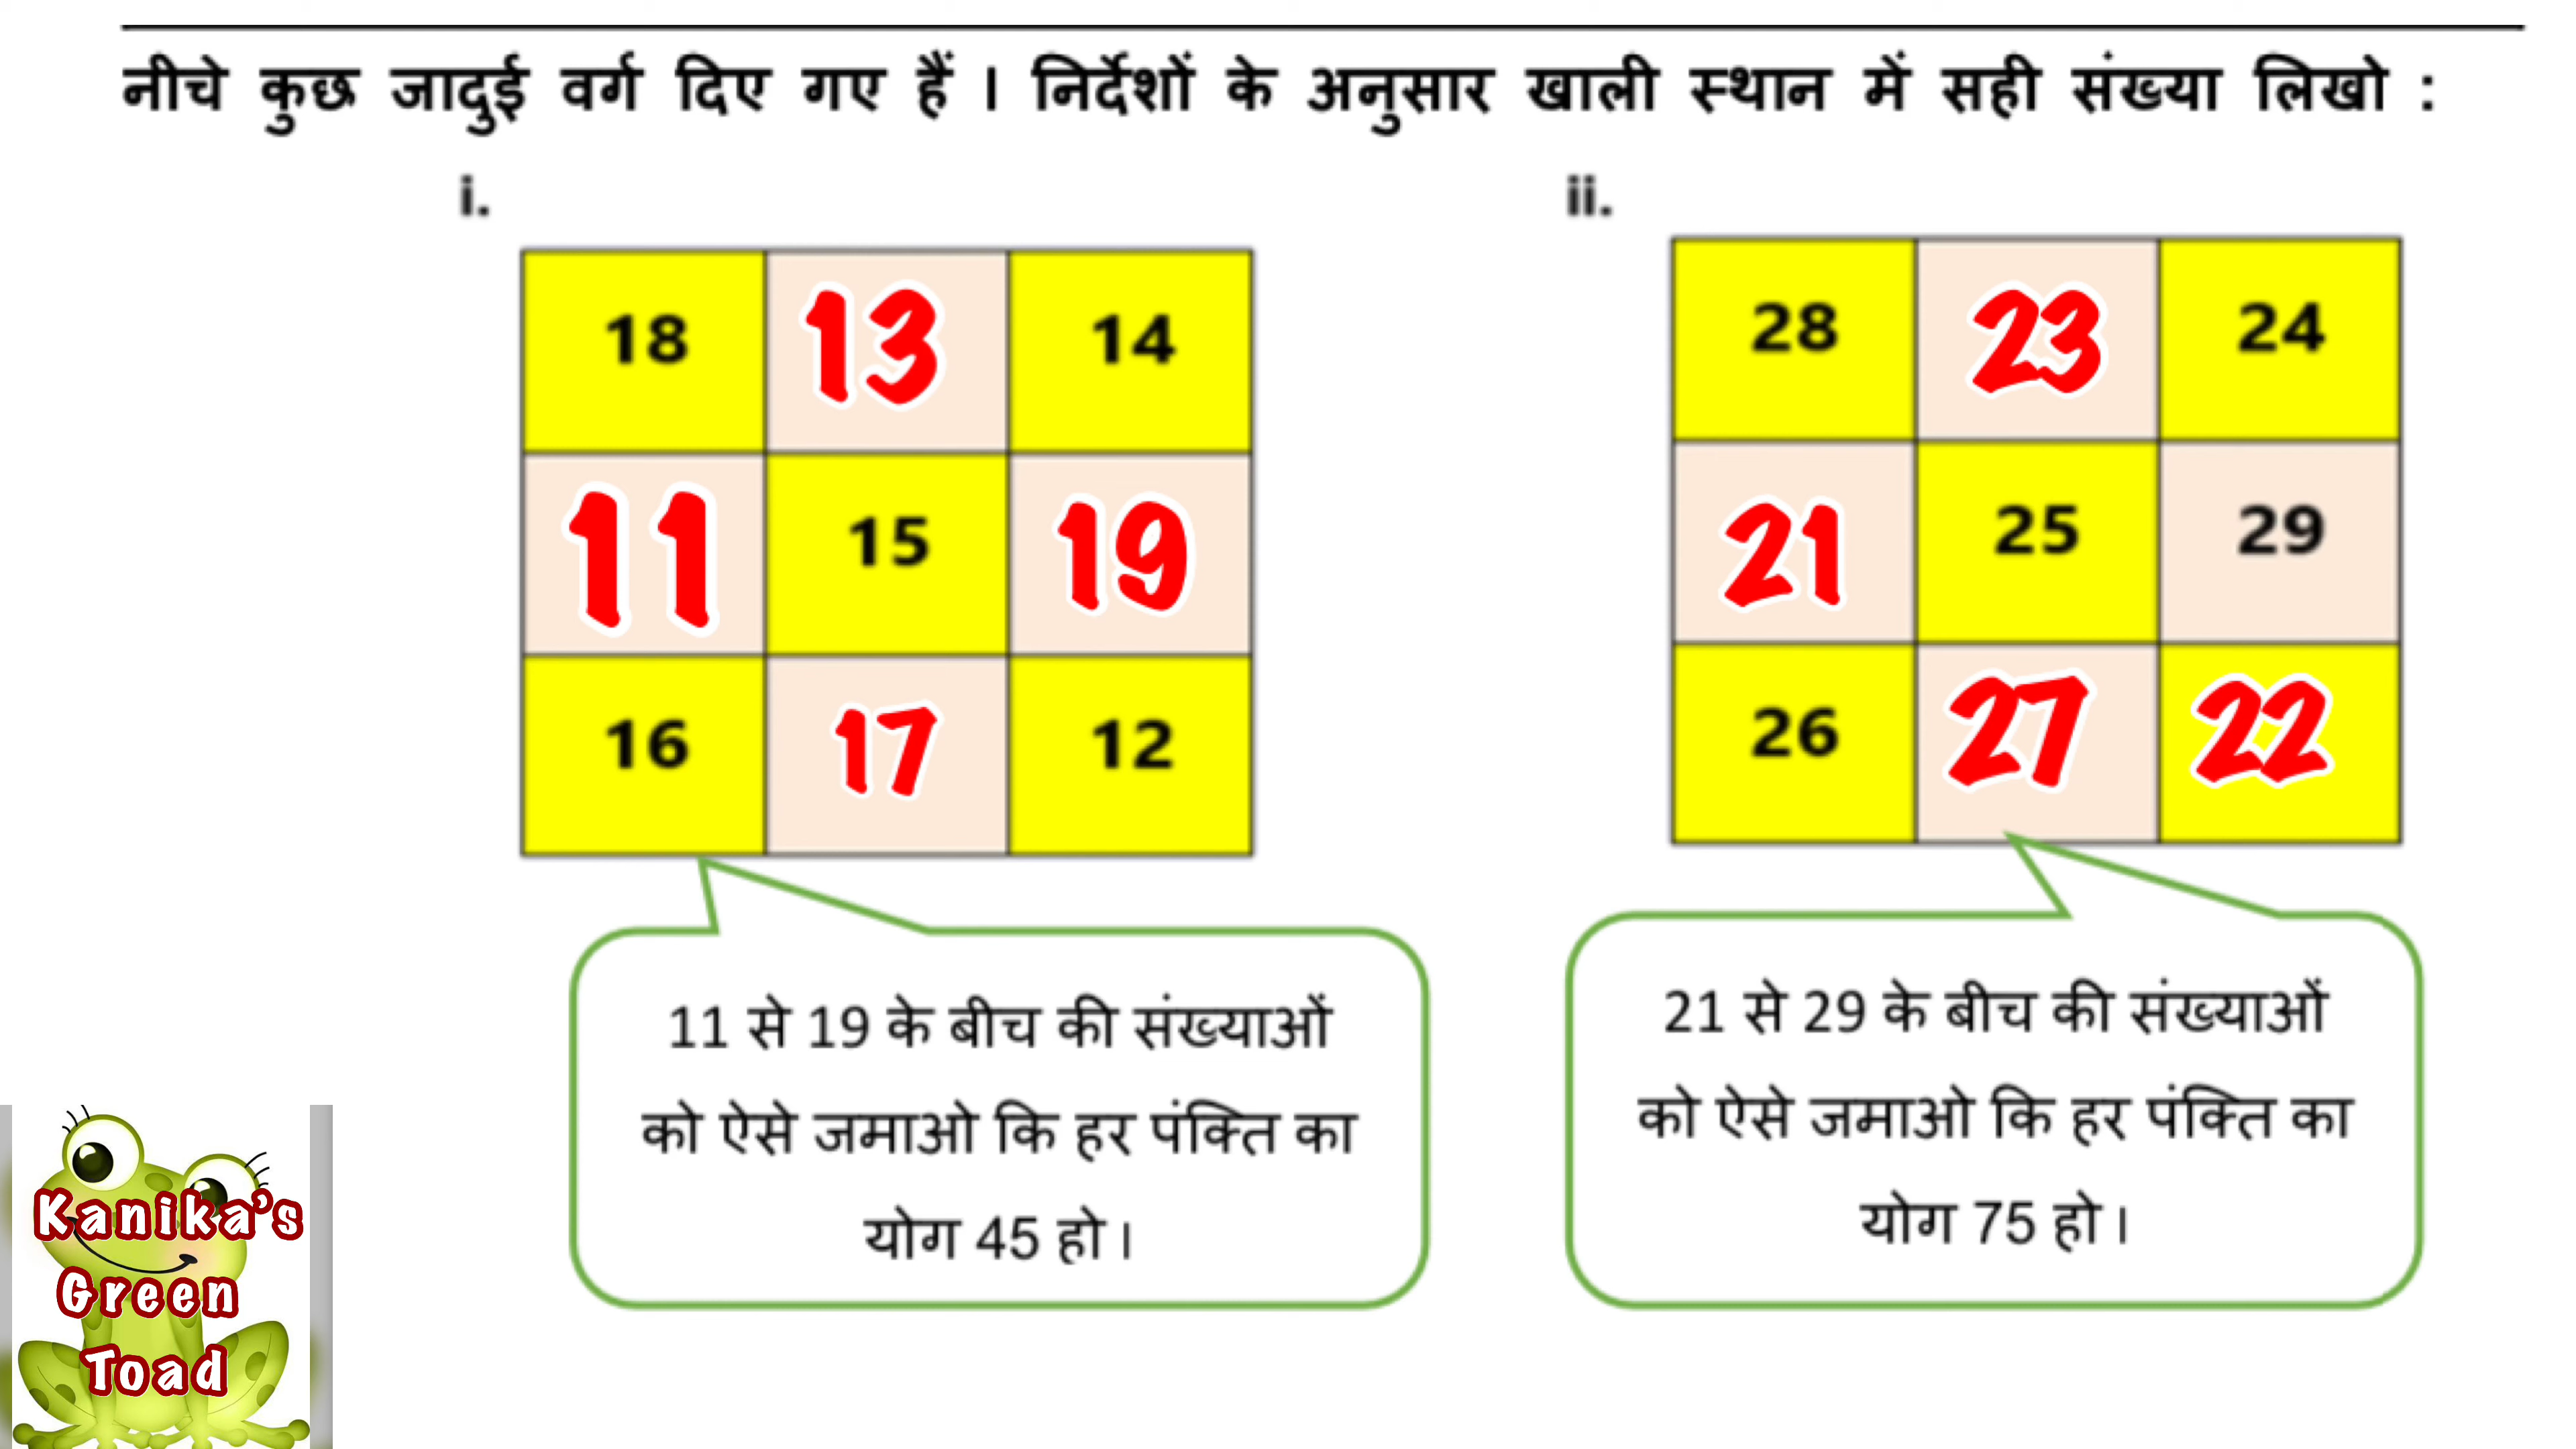 नीचे कुछ जादुई वर्ग दिए गए हैं । निर्देशों के अनुसार खाली स्थान में सही संख्या लिखो :
i.
18 13 14
11 15 19
16 17 12
11 से 19 के बीच की संख्याओं
को ऐसे जमाओ कि हर पंक्ति का
योग 45 हो।
ii.
28 23 24
21 25 29
26 27 22
21 से 29 के बीच की संख्याओं
को ऐसे जमाओ कि हर पंक्ति का
योग 75 हो।
Kanika's
Green
Toad